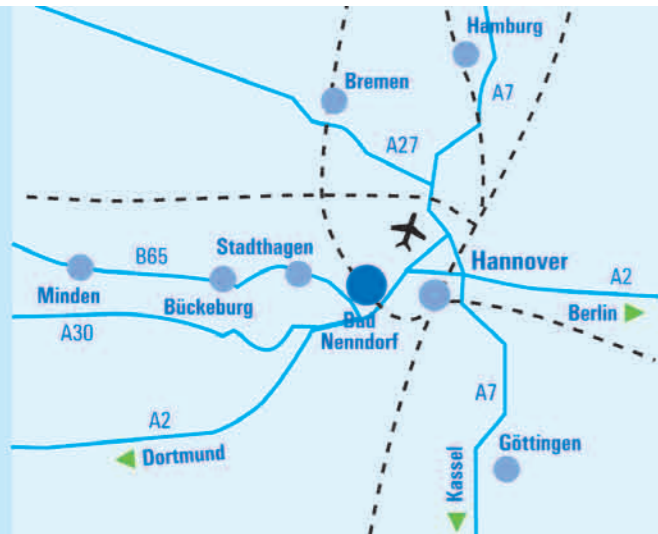 Hamburg
Bremen
A7
A27
Stadthagen
B65
Hannover
Minden
Bückeburg
A2
Bad
Nenndorf
Berlin
A30
A7
A2
Göttingen
Dortmund
Kassel